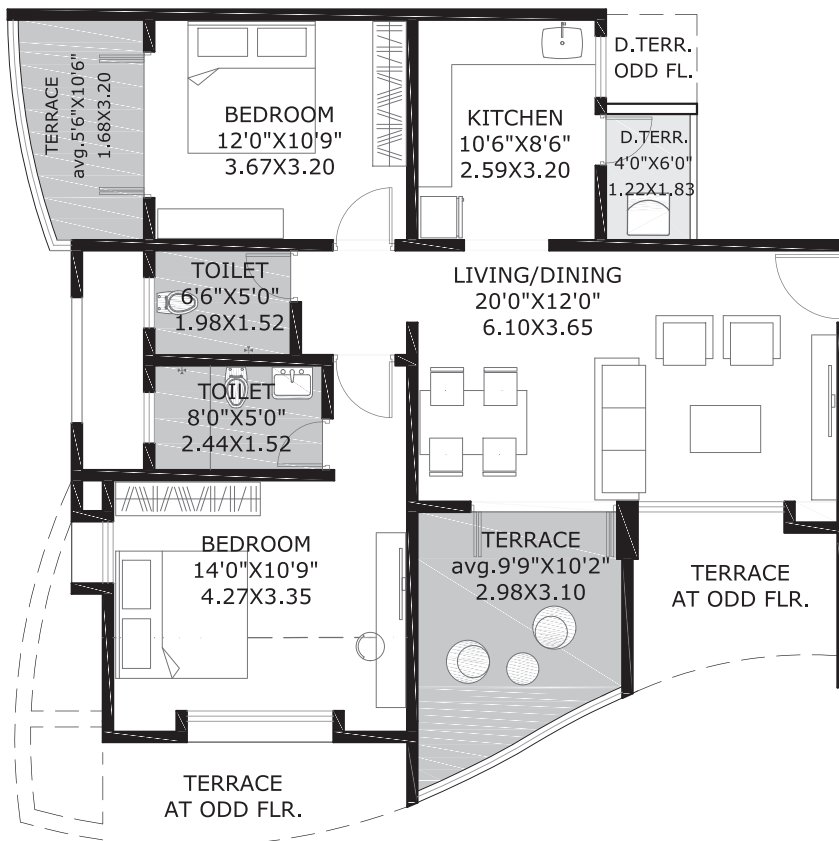 TERRACE
avg.5'6"X10'6"
1.68X3.20
BEDROOM
12'0"X10'9"
3.67X3.20
KITCHEN
10'6"X8'6"
2.59X3.20
D.TERR.
ODD FL.
D.TERR.
4'0"X6'0"
1.22X1.83
TOILET
6'6"X5'0"
1.98X1.52
LIVING/DINING
20'0"X12'0"
6.10X3.65
TOILET
8'0"X5'0"
2.44X1.52
BEDROOM
14'0"X10'9"
4.27X3.35
TERRACE
avg.9'9"X10'2"
2.98X3.10
TERRACE
AT ODD FLR.
TERRACE
AT ODD FLR.